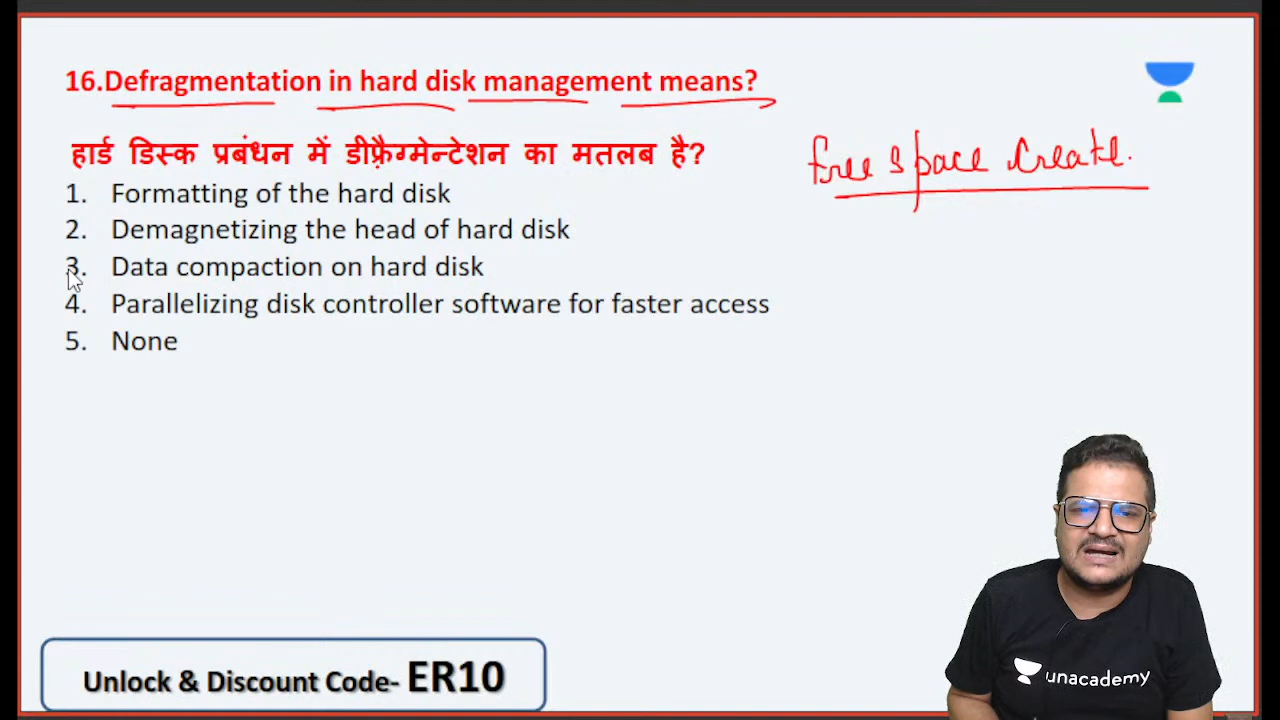 16.Defragmentation in hard disk management means?
हार्ड डिस्क प्रबंधन में डीफ़्रैग्मेन्टेशन का मतलब है?
free space create.
1. Formatting of the hard disk
2. Demagnetizing the head of hard disk
3. Data compaction on hard disk
4. Parallelizing disk controller software for faster access
5. None
Unlock & Discount Code- ER10
unacademy